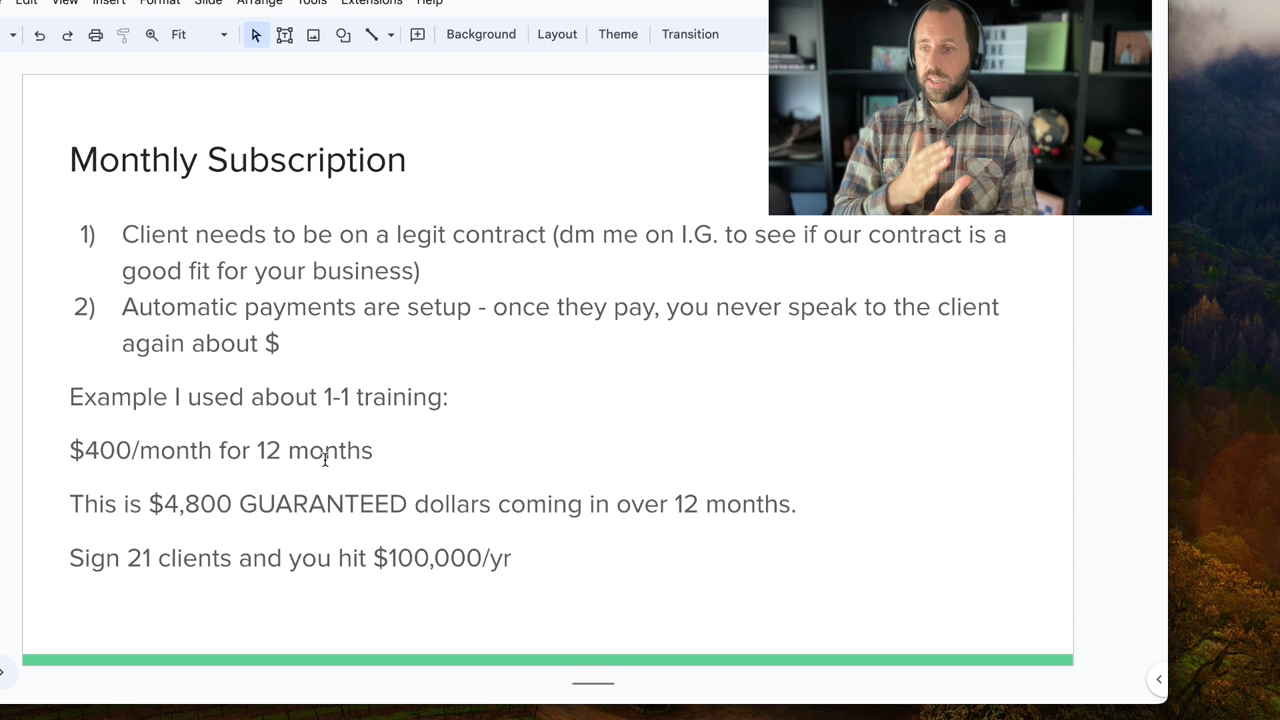 Edit View Insert Format Slide Arrange Tools Extensions Help
Fit Background Layout Theme Transition
Monthly Subscription
1) Client needs to be on a legit contract (dm me on I.G. to see if our contract is a
good fit for your business)
2) Automatic payments are setup - once they pay, you never speak to the client
again about $
Example I used about 1-1 training:
$400/month for 12 months
This is $4,800 GUARANTEED dollars coming in over 12 months.
Sign 21 clients and you hit $100,000/yr